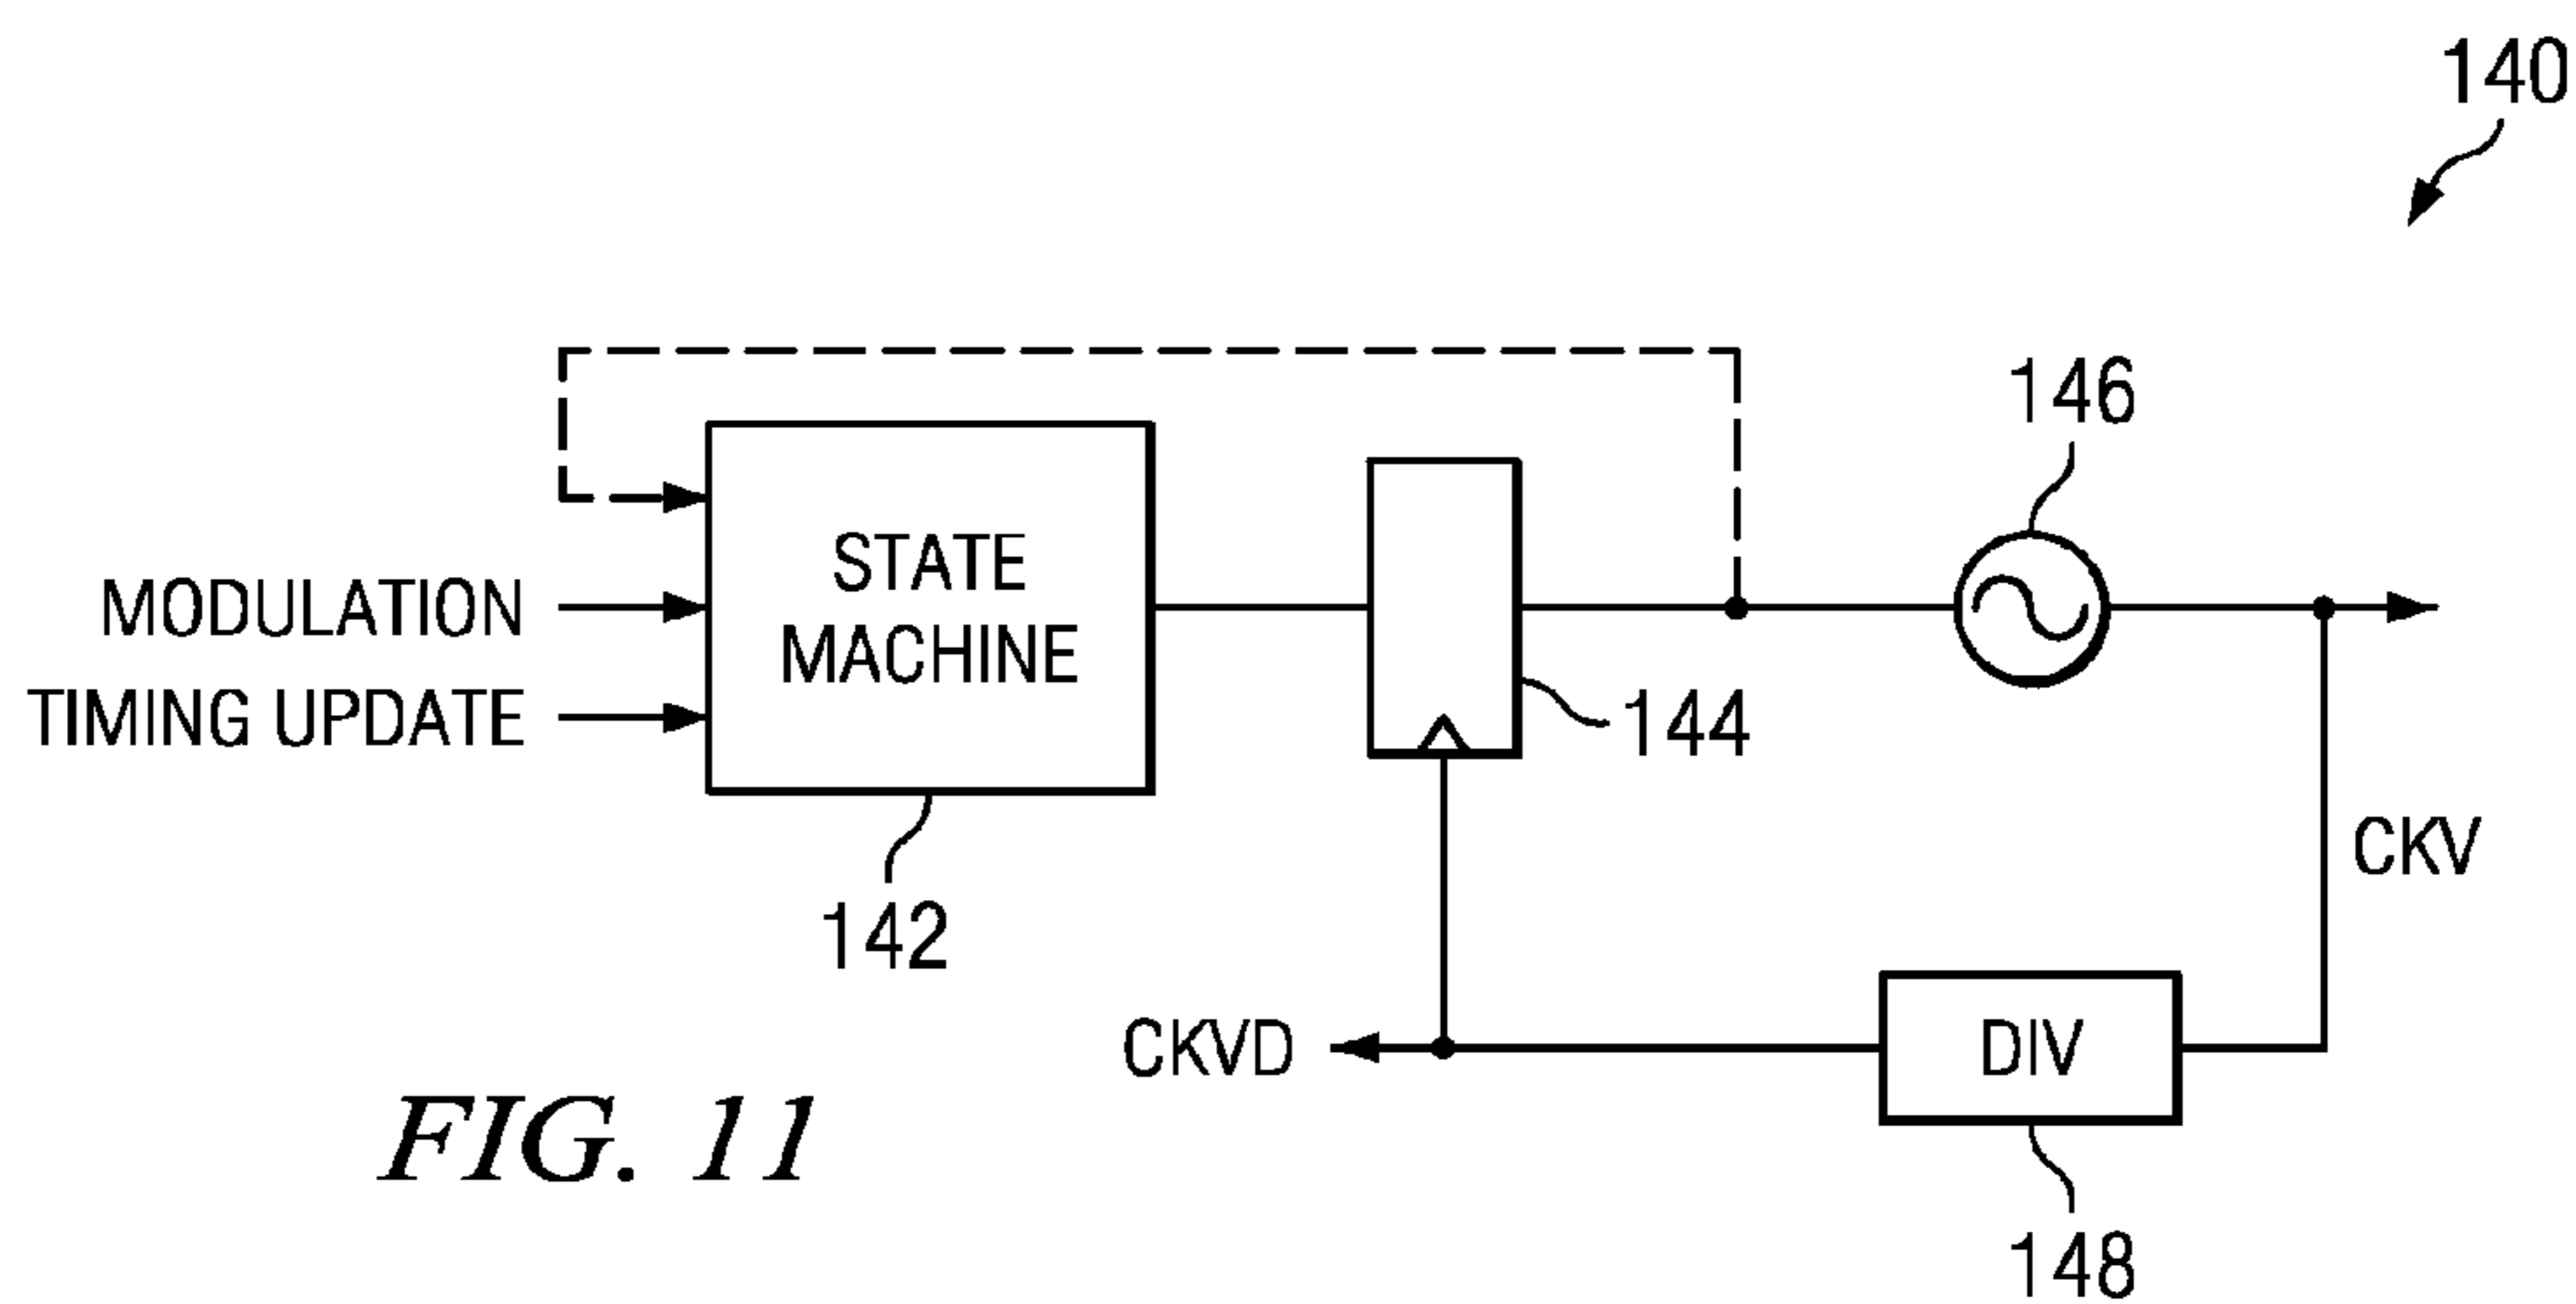 140
146
STATE
MACHINE
MODULATION
TIMING UPDATE
144
CKV
142
CKVD
DIV
FIG. 11
148